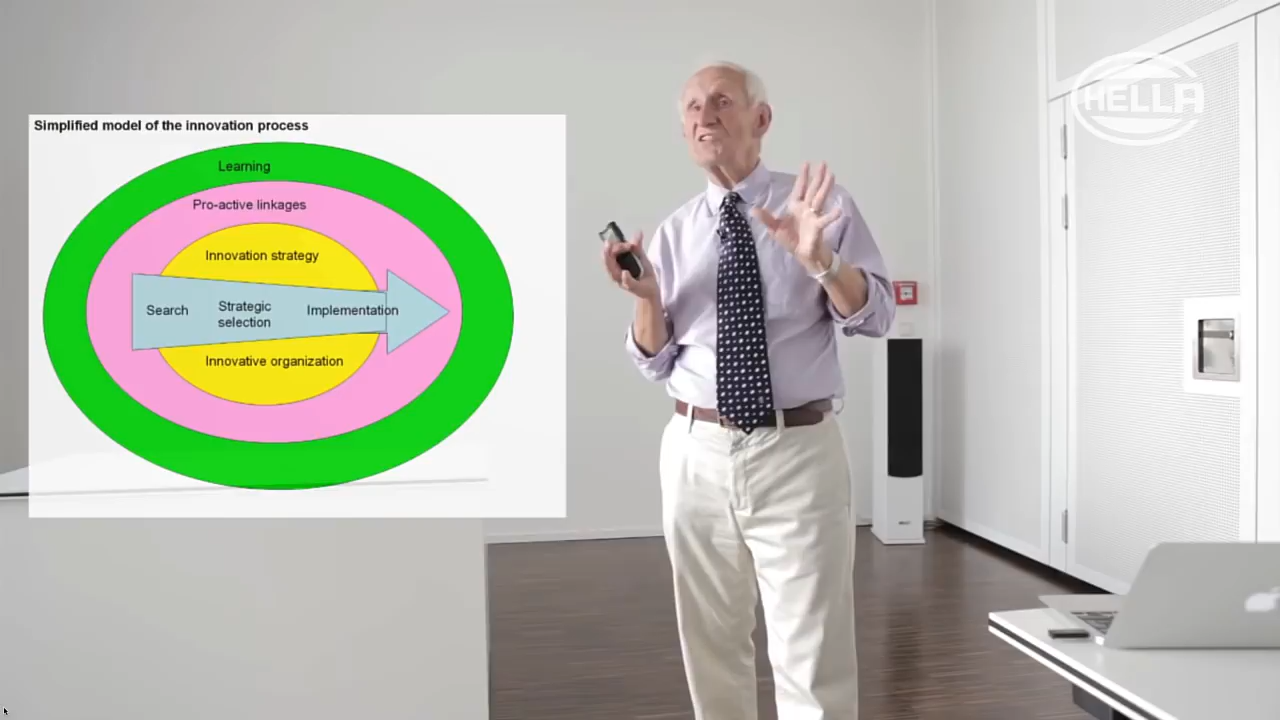 Simplified model of the innovation process
Learning
Pro-active linkages
Innovation strategy
Search
Strategic
selection
Implementation
Innovative organization
HELLA